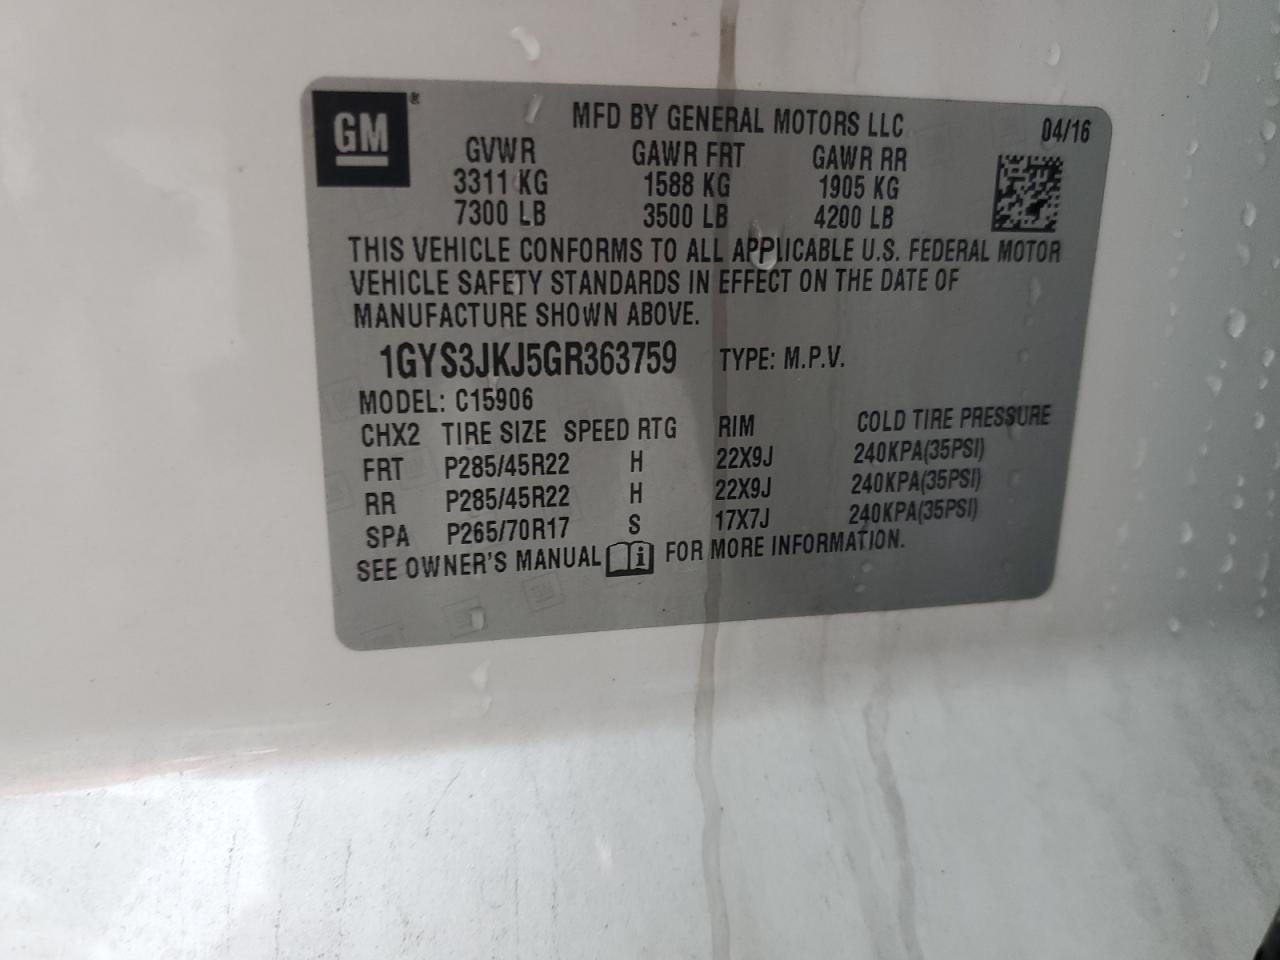 GM ®
MFD BY GENERAL MOTORS LLC 04/16
GVWR GAWR FRT GAWR RR
3311 KG 1588 KG 1905 KG
7300 LB 3500 LB 4200 LB
THIS VEHICLE CONFORMS TO ALL APPLICABLE U.S. FEDERAL MOTOR
VEHICLE SAFETY STANDARDS IN EFFECT ON THE DATE OF
MANUFACTURE SHOWN ABOVE.
1GYS3JKJ5GR363759 TYPE: M.P.V.
MODEL: C15906
CHX2 TIRE SIZE SPEED RTG RIM COLD TIRE PRESSURE
FRT P285/45R22 H 22X9J 240KPA(35PSI)
RR P285/45R22 H 22X9J 240KPA(35PSI)
SPA P265/70R17 S 17X7J 240KPA(35PSI)
SEE OWNER'S MANUAL i FOR MORE INFORMATION.